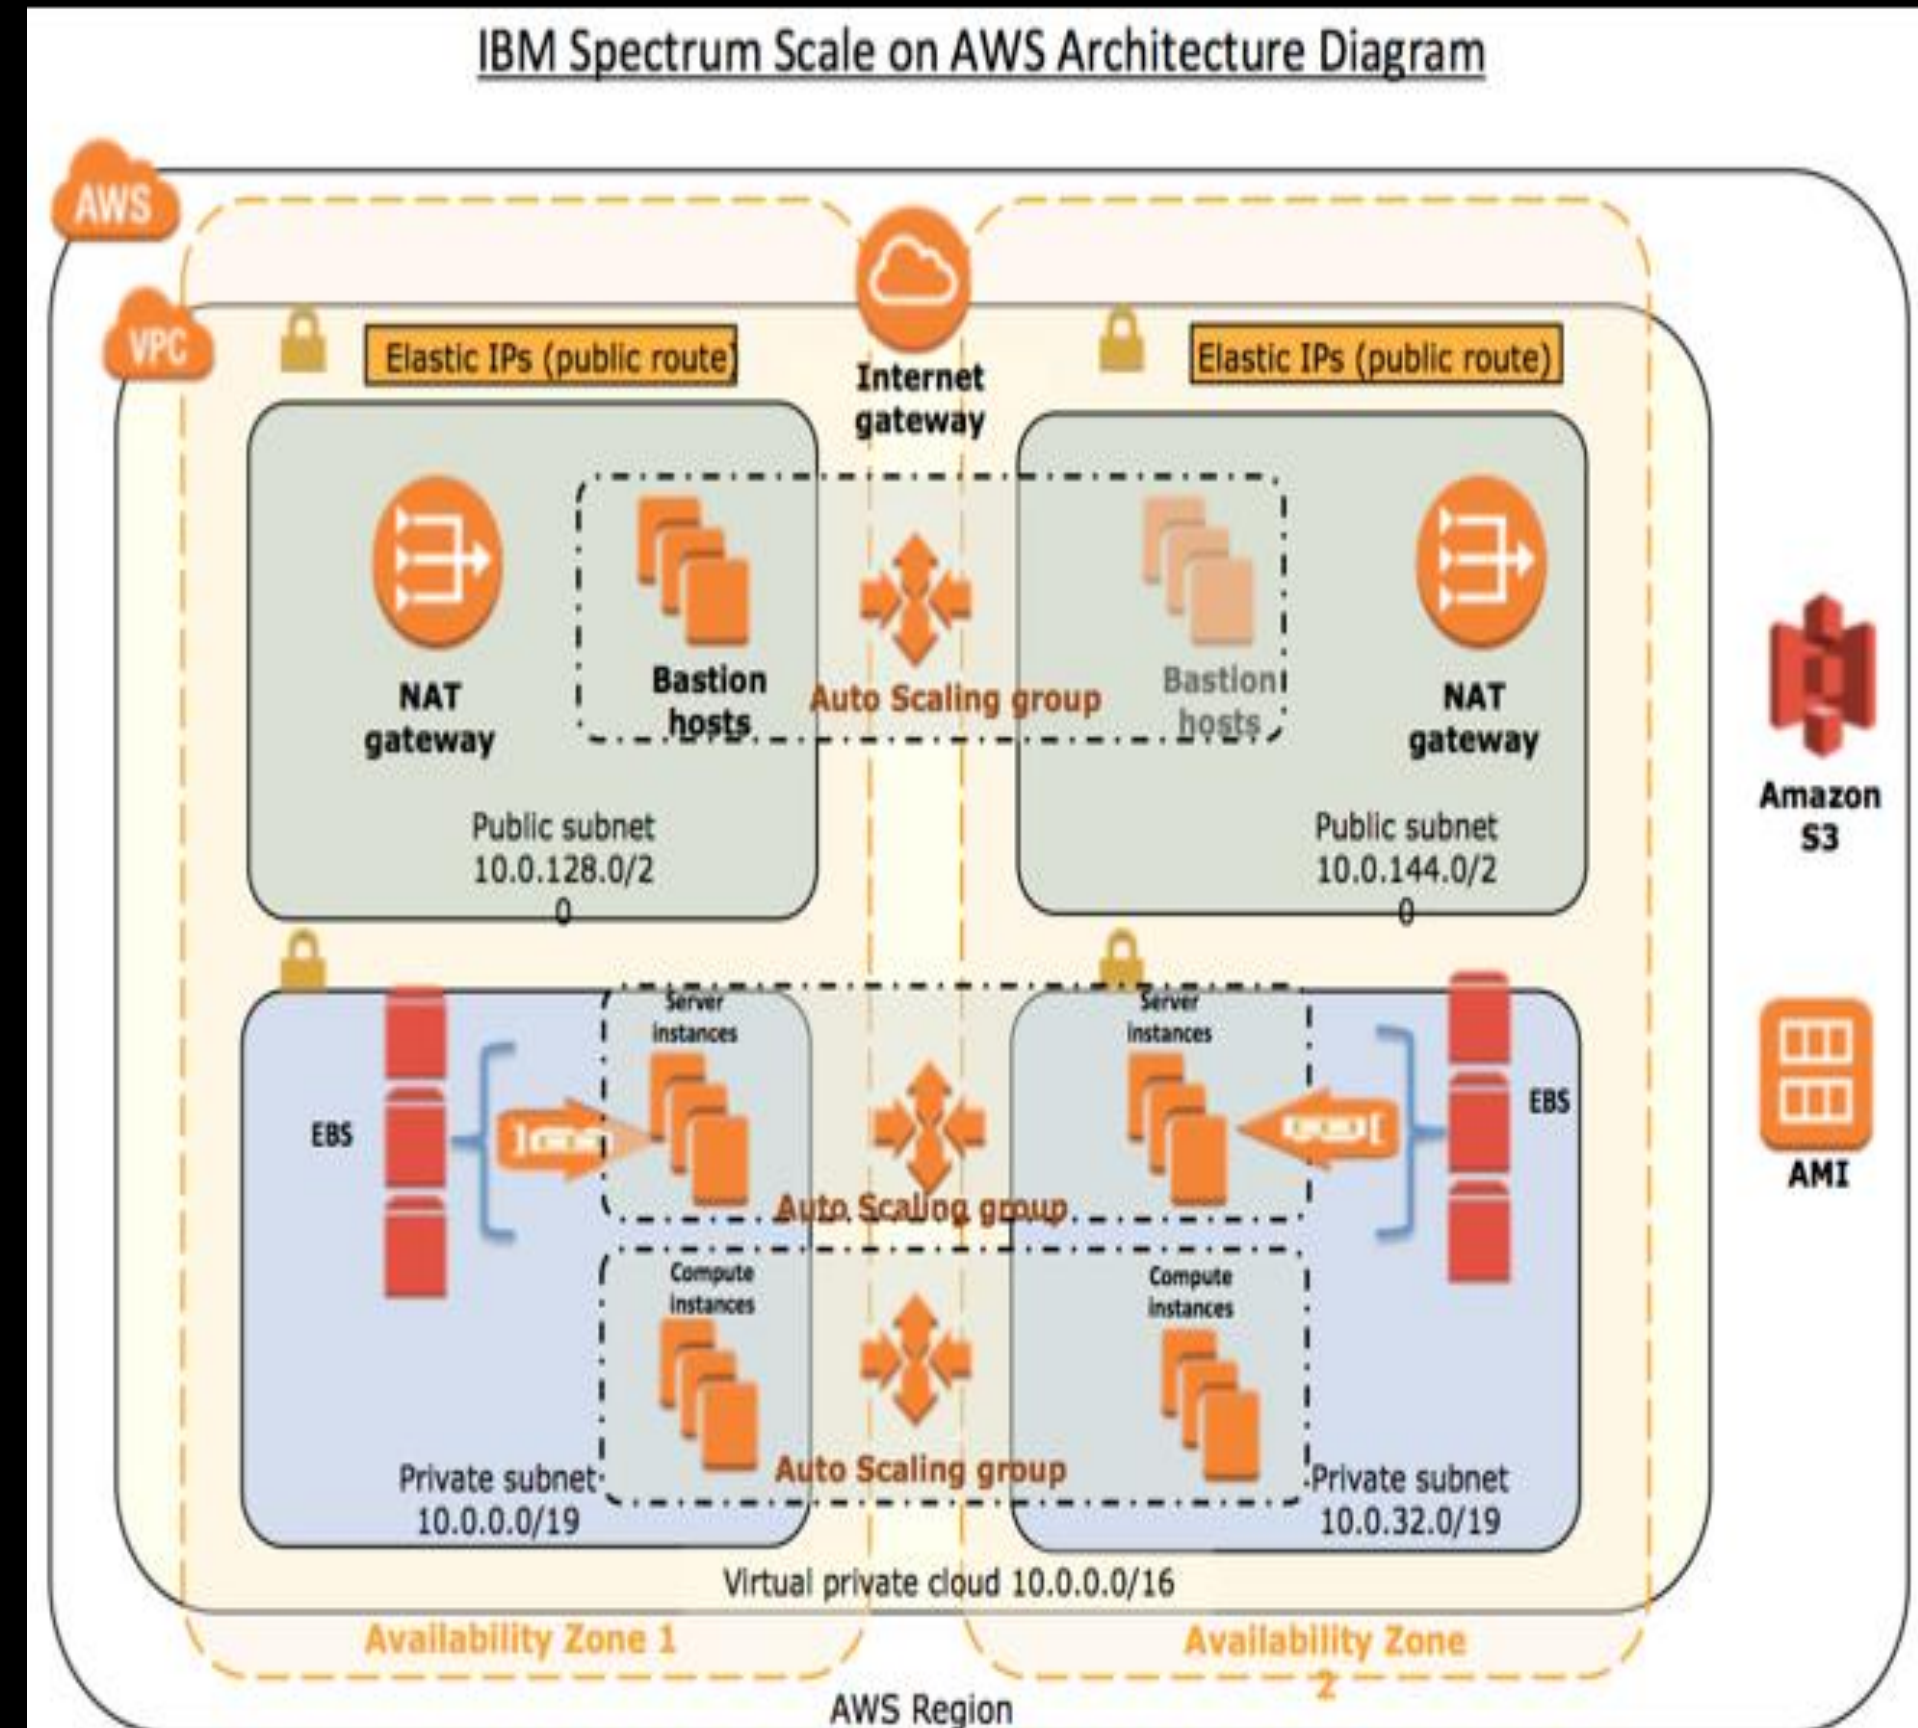 IBM Spectrum Scale on AWS Architecture Diagram
AWS
VPC
Elastic IPs (public route)
Internet
gateway
Elastic IPs (public route)
NAT
gateway
Bastion
hosts
Auto Scaling group
Bastion
hosts
NAT
gateway
Public subnet
10.0.128.0/2
0
Public subnet
10.0.144.0/2
0
Amazon
S3
Server
instances
Server
instances
EBS
EBS
Auto Scaling group
AMI
Compute
instances
Compute
instances
Auto Scaling group
Private subnet
10.0.0.0/19
Private subnet
10.0.32.0/19
Virtual private cloud 10.0.0.0/16
Availability Zone 1
Availability Zone
2
AWS Region